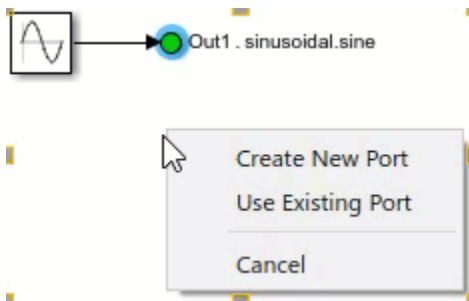 Out1 . sinusoidal.sine
Create New Port
Use Existing Port
Cancel